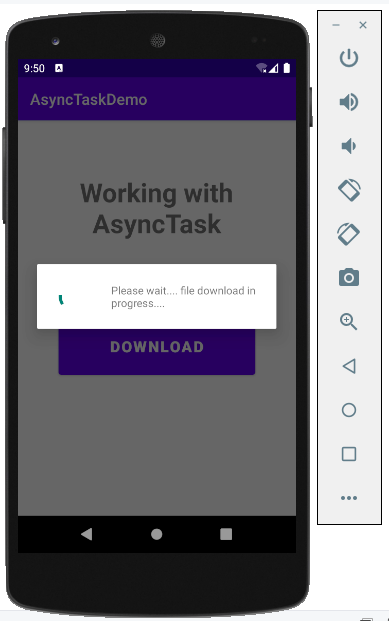 9:50 A
AsyncTaskDemo
Working with
AsyncTask
Please wait.... file download in
progress....
DOWNLOAD